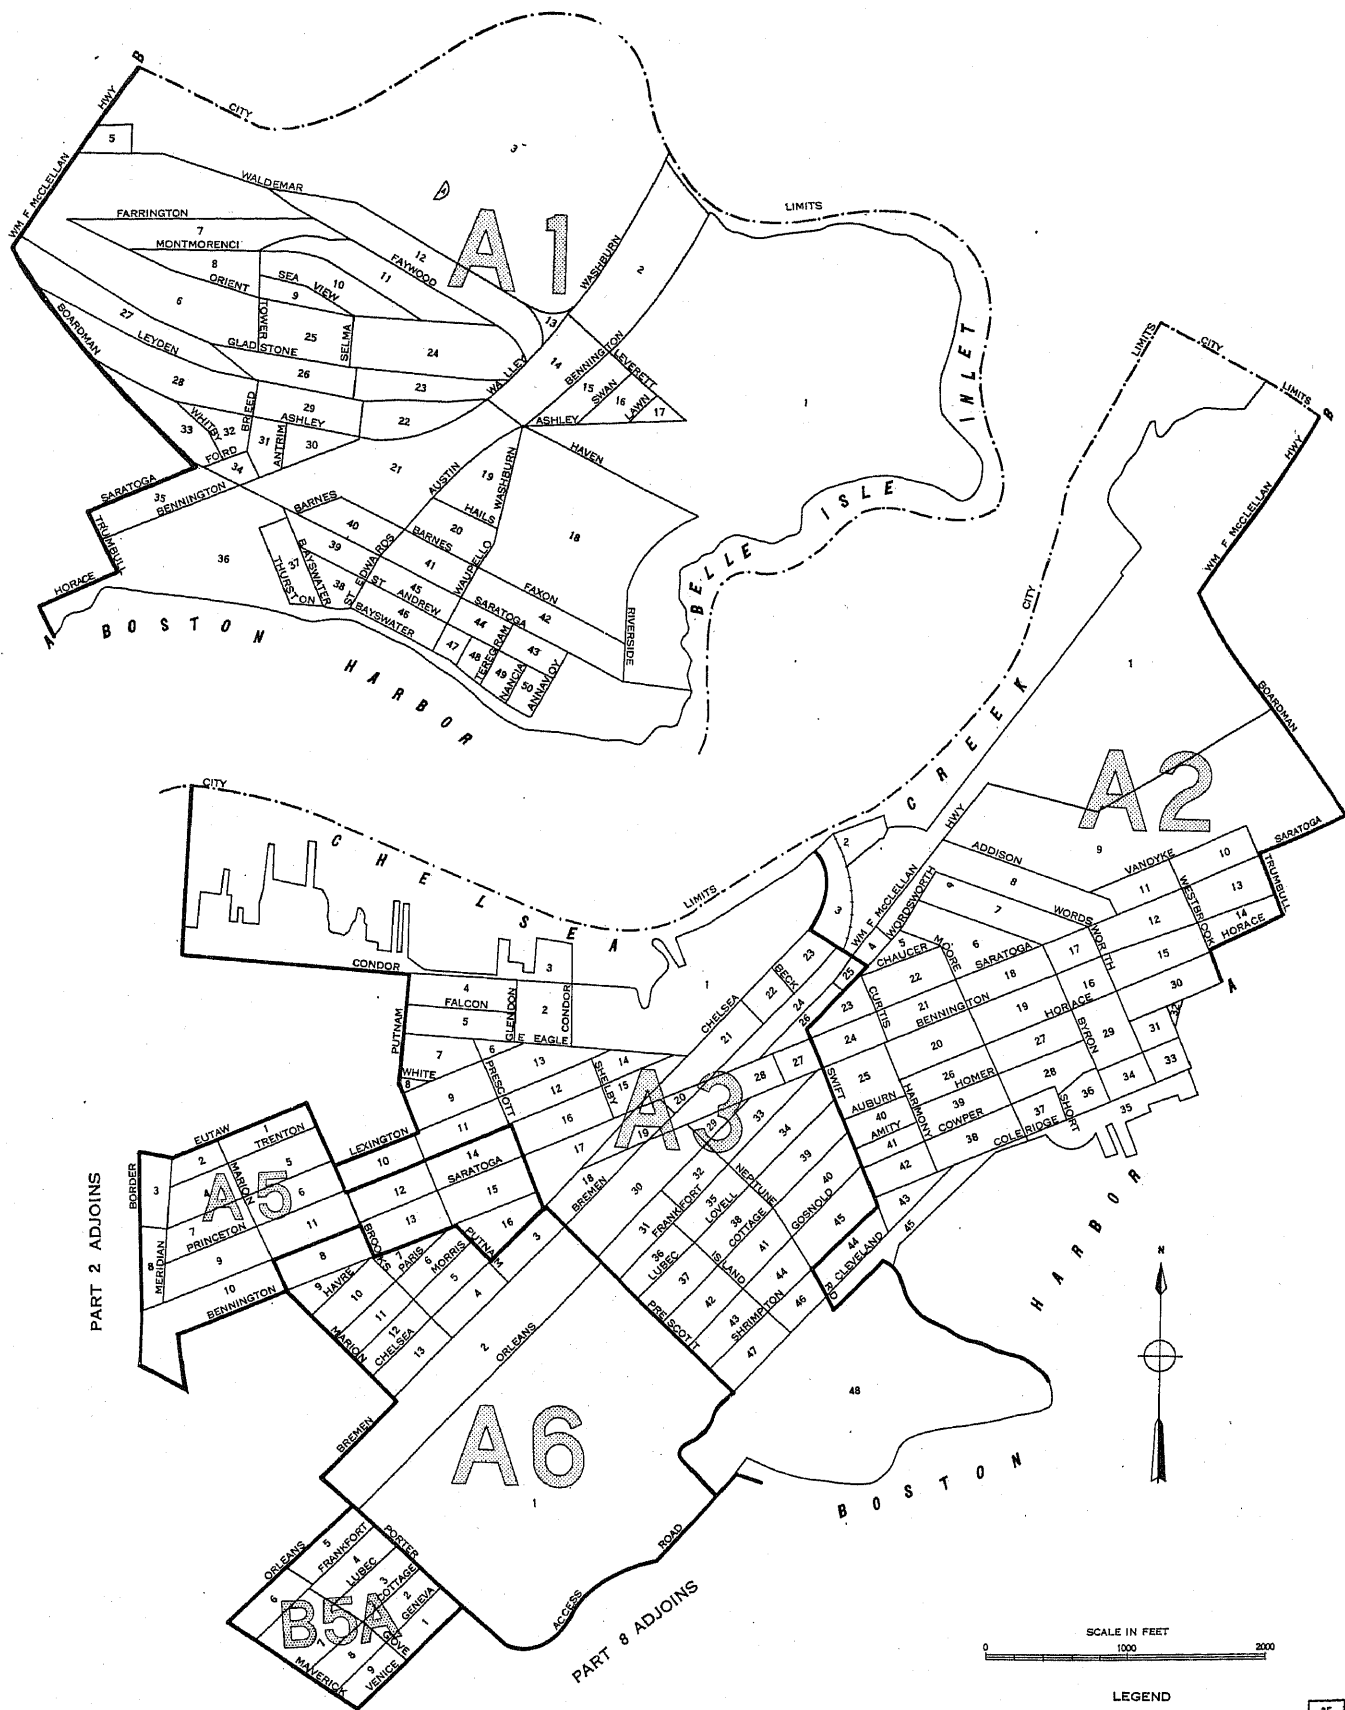 B
HWY
CITY
5
WM F McCLELLAN
3
4
A1
WALDEMAR
LIMITS
FARRINGTON
7
MONTMORENCI
8
ORIENT
SEA
VIEW
10
9
11
12
FAYWOOD
WASHBURN
2
13
6
TOWER
25
SELMA
24
GLADSTONE
27
LEYDEN
BOARDMAN
26
23
WALLEY
14
BENNINGTON
LEVERETT
15
SWAN
16
LAWN
17
1
28
29
ASHLEY
22
ASHLEY
BREED
WHITBY
33
32
31
ANTRIM
30
FORD
34
21
HAVEN
AUSTIN
19
WASHBURN
SARATOGA
35
BENNINGTON
BARNES
40
HAILS
20
18
TRUMBULL
36
39
BARNES
41
WAUPELLO
FAXON
37
BAYSWATER
THURSTON
38
ST EDWARDS
ST ANDREW
45
SARATOGA
42
46
BAYSWATER
44
43
47
48
TEREGRAM
49
NANCIA
50
ANNAVOY
RIVERSIDE
HORACE
A
BOSTON HARBOR
BELLE ISLE INLET
LIMITS
CITY
LIMITS
B
HWY
WM F McCLELLAN
CITY
1
BOARDMAN
CREEK
A2
HWY
ADDISON
9
VANDYKE
10
SARATOGA
TRUMBULL
8
11
WESTBROOK
13
WORDSWORTH
7
12
14
HORACE
CITY
CHELSEA
LIMITS
2
3
WM F McCLELLAN
WORDSWORTH
4
4
5
MOORE
6
SARATOGA
17
15
CHAUCER
22
18
16
30
A
CURITIS
21
BENNINGTON
19
HORACE
23
20
27
BYRON
29
31
32
24
25
26
HOMER
28
34
33
AUBURN
HARMONY
39
36
40
AMITY
COWPER
37
SHORT
35
41
38
COLERIDGE
42
43
45
44
CLEVELAND
SWIFT
CONDOR
3
4
FALCON
GLENDON
2
CONDOR
5
E EAGLE
1
CHELSEA
BECK
23
22
24
25
26
21
PUTNAM
7
6
WHITE
8
PRESCOTT
13
14
SHELBY
15
A3
28
27
9
12
20
33
16
29
34
11
17
19
LEXINGTON
10
14
SARATOGA
18
BREMEN
30
32
NEPTUNE
39
12
15
FRANKFORT
35
LOVELL
40
13
16
31
38
COTTAGE
GOSNOLD
36
LUBEC
ISLAND
41
45
37
44
42
43
SHRIMPTON
46
RD
PRESCOTT
47
48
EUTAW
1
TRENTON
2
BORDER
3
MARION
5
4
A5
6
7
PRINCETON
11
8
MERIDIAN
9
10
BENNINGTON
PART 2 ADJOINS
BROOKS
8
7
PARIS
6
MORRIS
PUTNAM
3
9
HAVRE
5
10
4
11
MARION
12
CHELSEA
13
2
ORLEANS
BREMEN
A6
1
PORTER
ACCESS
ROAD
PART 8 ADJOINS
ORLEANS
5
FRANKFORT
4
LUBEC
3
COTTAGE
2
GENEVA
6
B5A
1
7
GOVE
8
9
MAVERICK
VENICE
BOSTON HARBOR
N
SCALE IN FEET
0 1000 2000
LEGEND